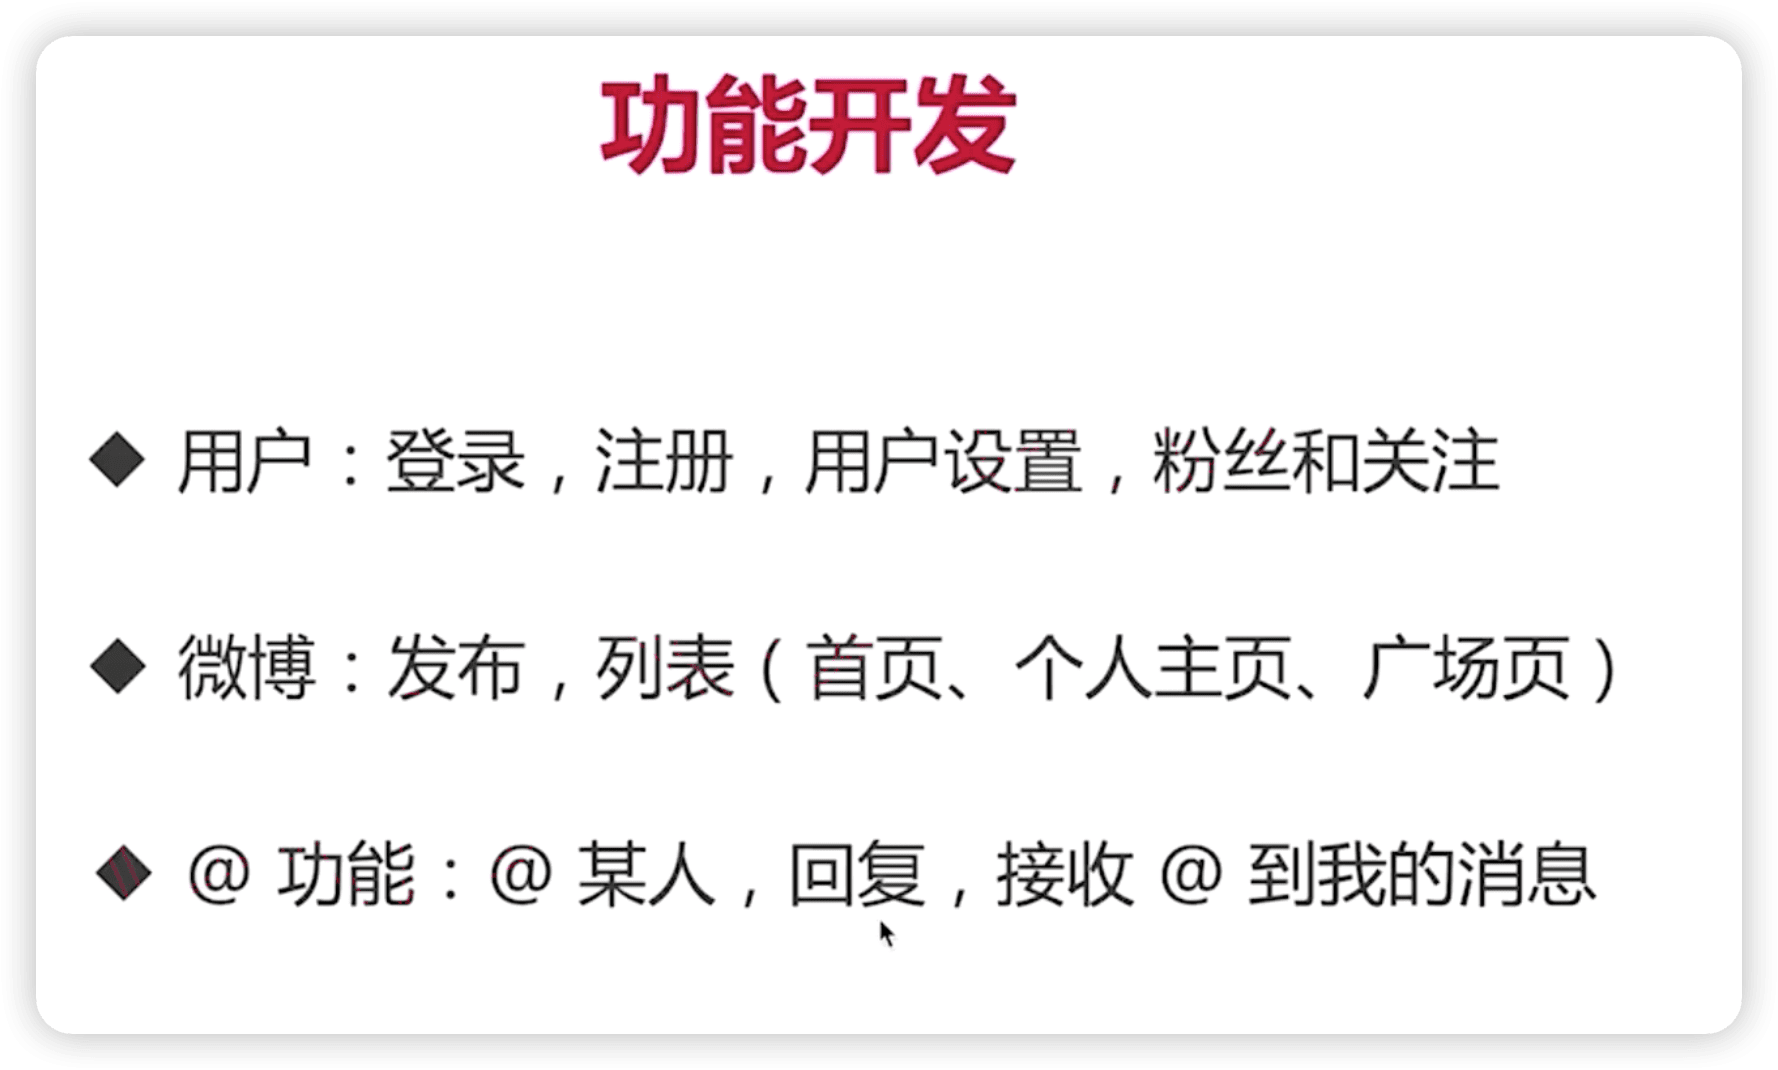 功能开发
◆ 用户：登录，注册，用户设置，粉丝和关注
◆ 微博：发布，列表（首页、个人主页、广场页）
◆ @ 功能：@ 某人，回复，接收 @ 到我的消息